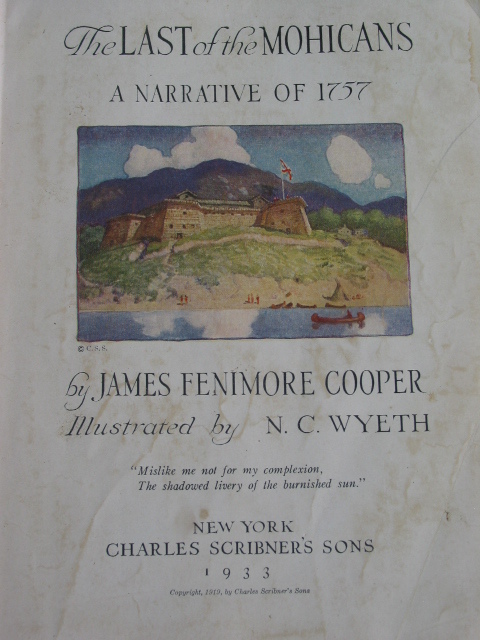 The LAST of the MOHICANS
A NARRATIVE OF 1757
© C. S. S.
by JAMES FENIMORE COOPER
Illustrated by N. C. WYETH
"Mislike me not for my complexion,
The shadowed livery of the burnished sun."
NEW YORK
CHARLES SCRIBNER'S SONS
1933
Copyright, 1919, by Charles Scribner's Sons